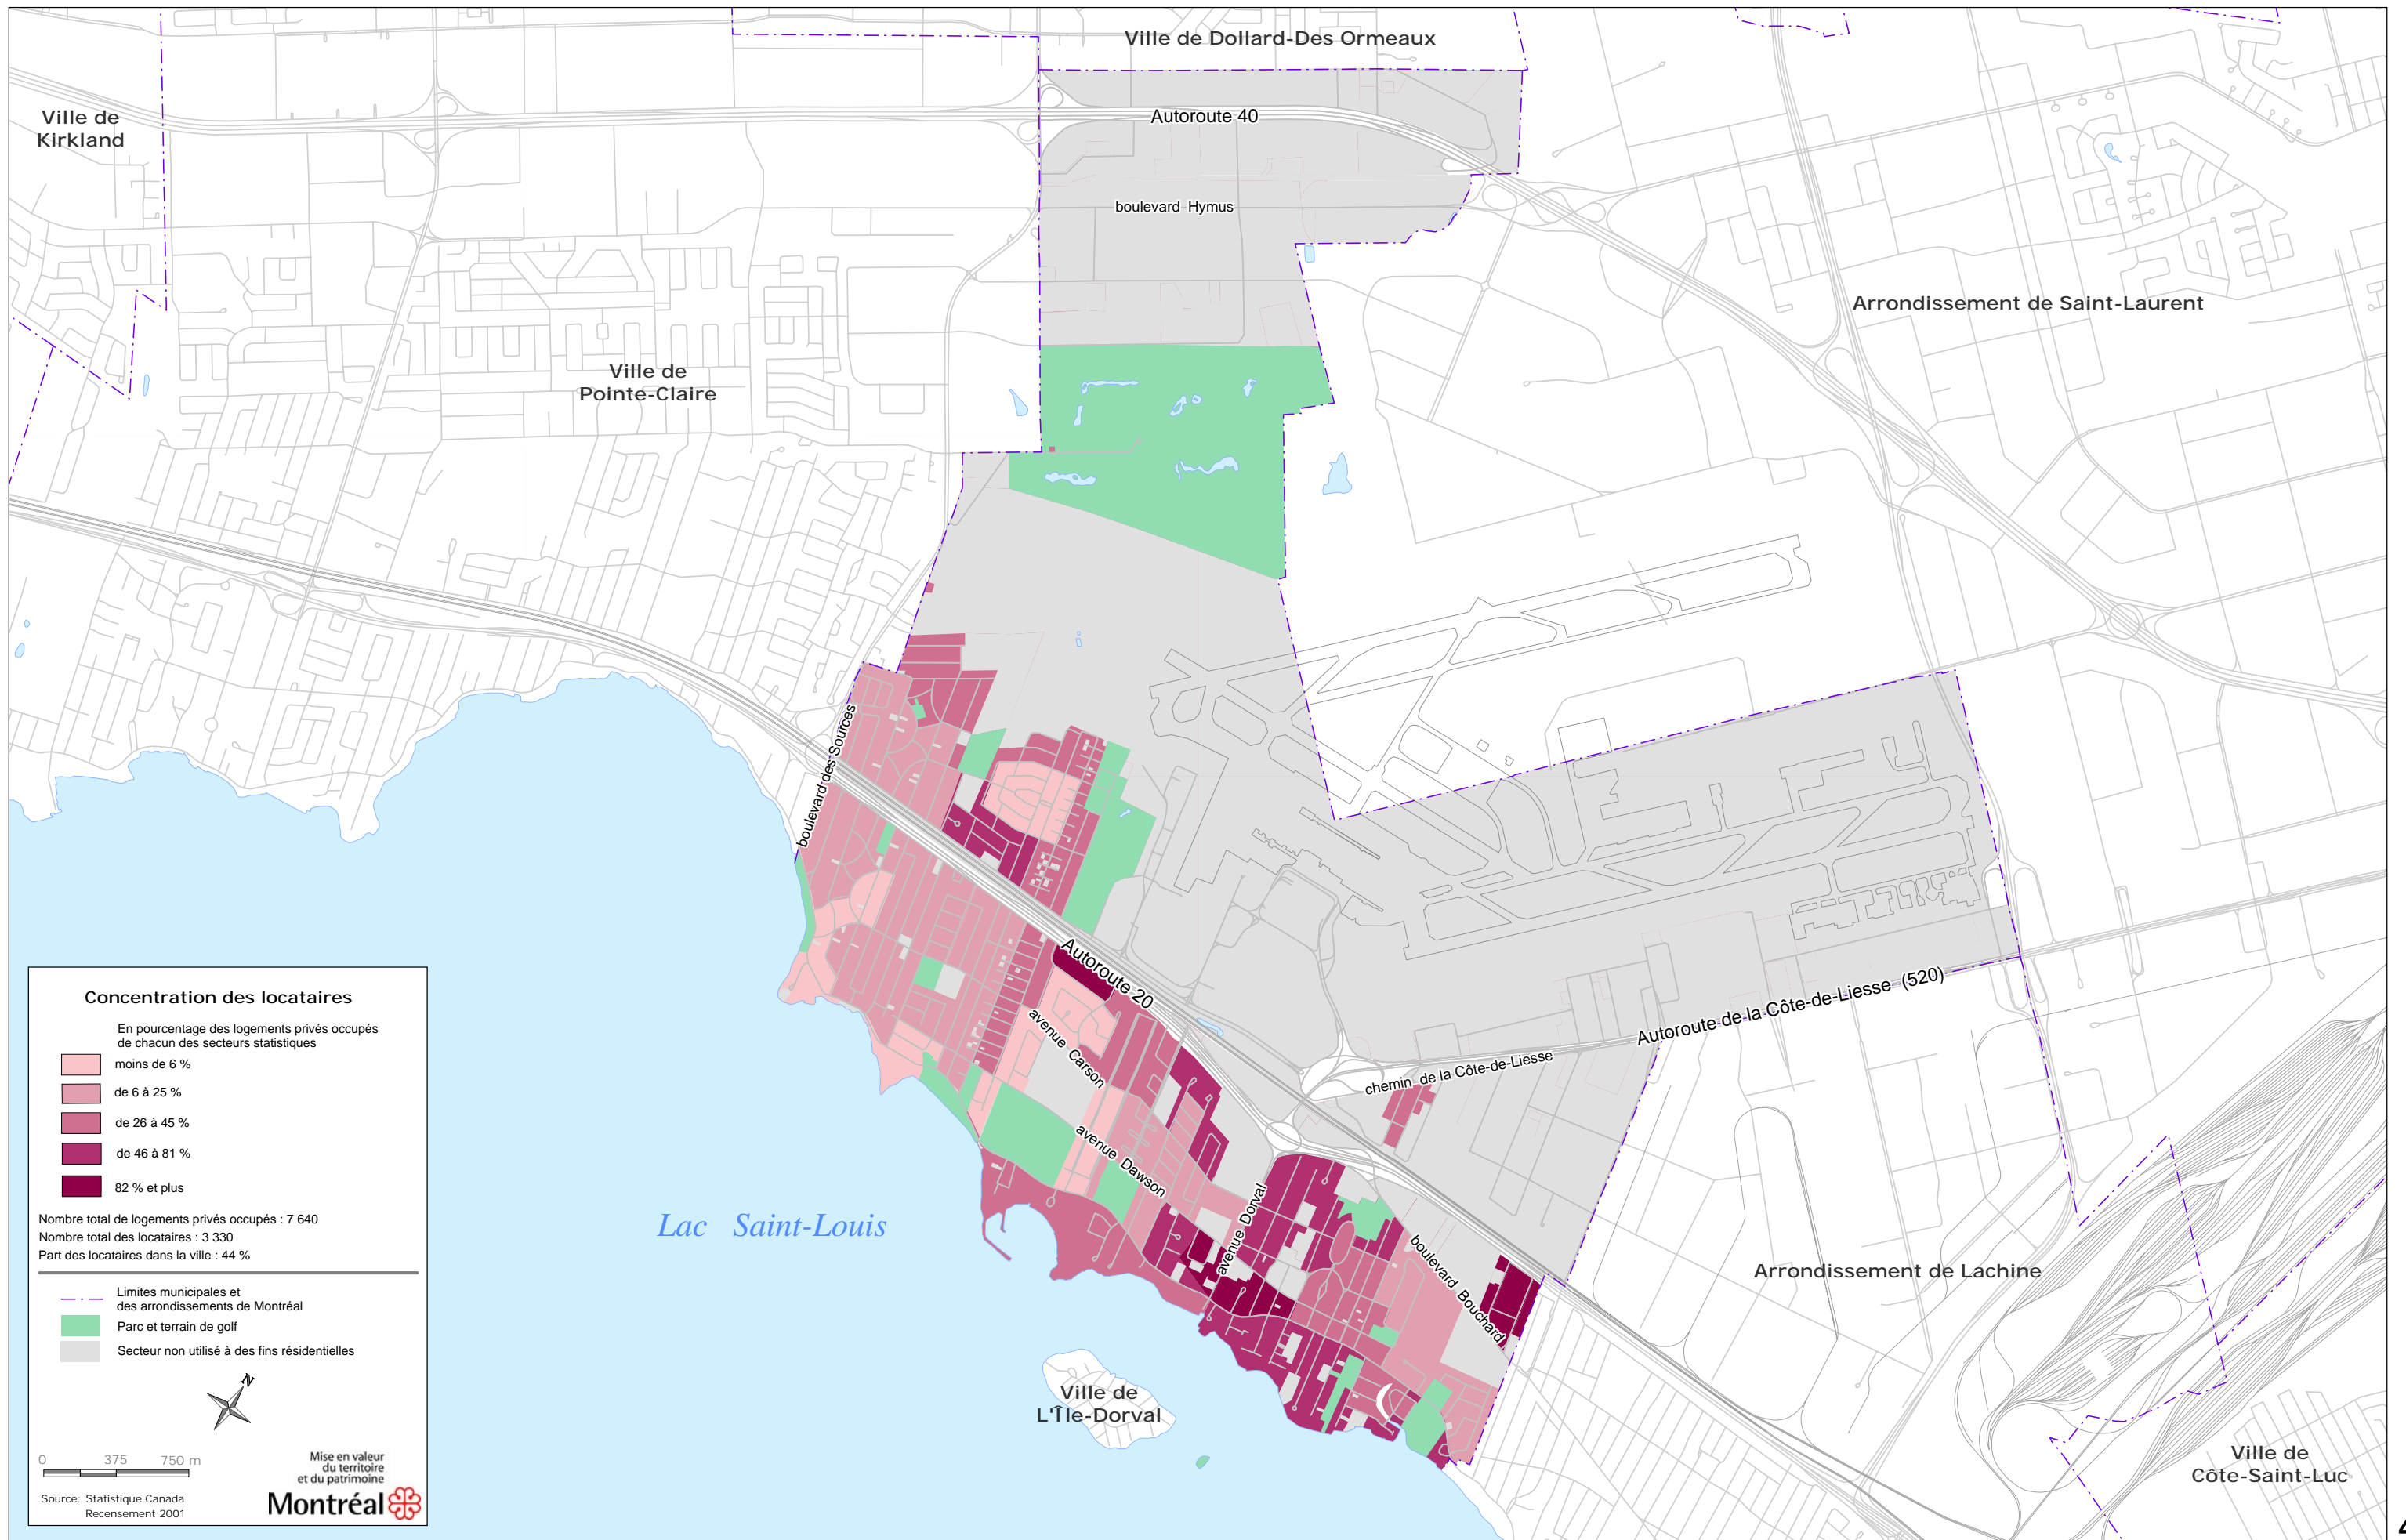 Ville de Dollard-Des Ormeaux
Ville de
Kirkland
Autoroute 40
boulevard Hymus
Arrondissement de Saint-Laurent
Ville de
Pointe-Claire
boulevard des Sources
Autoroute 20
avenue Carson
avenue Dawson
avenue Dorval
boulevard Bouchard
chemin de la Côte-de-Liesse
Autoroute de la Côte-de-Liesse (520)
Arrondissement de Lachine
Lac Saint-Louis
Ville de
L'Île-Dorval
Ville de
Côte-Saint-Luc
Concentration des locataires
En pourcentage des logements privés occupés
de chacun des secteurs statistiques
moins de 6 %
de 6 à 25 %
de 26 à 45 %
de 46 à 81 %
82 % et plus
Nombre total de logements privés occupés : 7 640
Nombre total des locataires : 3 330
Part des locataires dans la ville : 44 %
Limites municipales et
des arrondissements de Montréal
Parc et terrain de golf
Secteur non utilisé à des fins résidentielles
N
0 375 750 m
Source: Statistique Canada
Recensement 2001
Mise en valeur
du territoire
et du patrimoine
Montréal